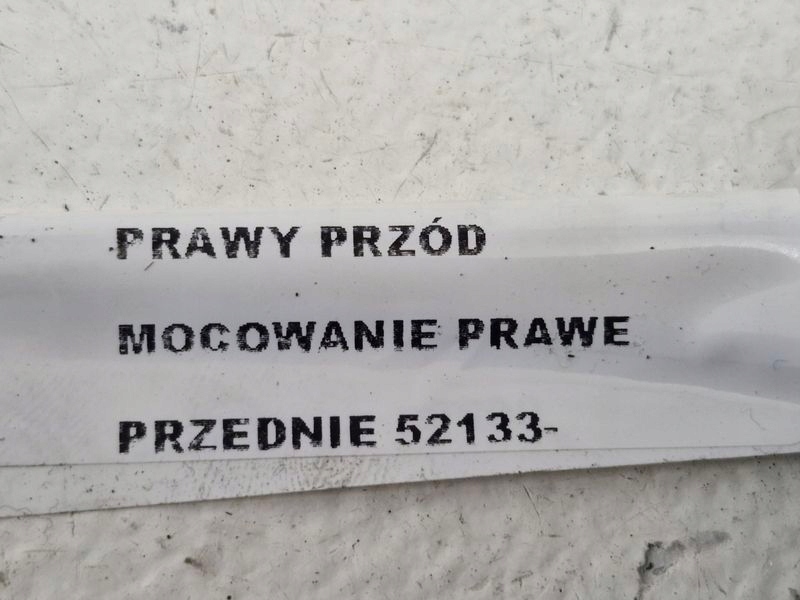 PRAWY PRZÓD
MOCOWANIE PRAWE
PRZEDNIE 52133-